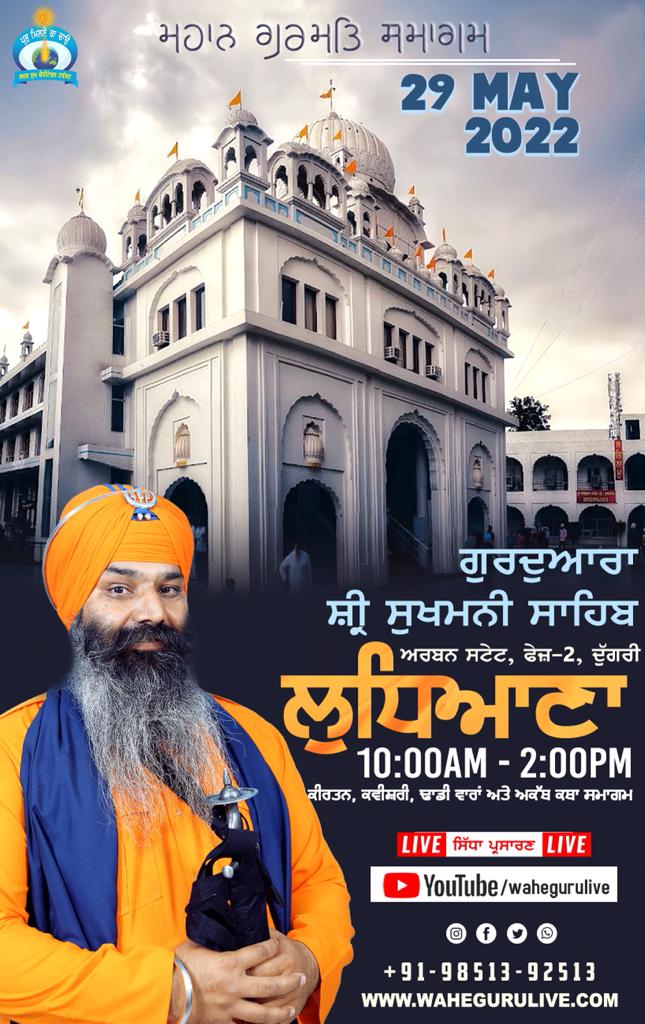 ਪ੍ਰਭ ਮਿਲਣੈ ਕਾ ਚਾਉ
ਮਹਾਨ ਗੁਰਮਤਿ ਸਮਾਗਮ
29 MAY
2022
ਗੁਰਦੁਆਰਾ
ਸ਼੍ਰੀ ਸੁਖਮਨੀ ਸਾਹਿਬ
ਅਰਬਨ ਸਟੇਟ, ਫੇਜ਼-2, ਦੁੱਗਰੀ
ਲੁਧਿਆਣਾ
10:00AM - 2:00PM
ਕੀਰਤਨ, ਕਵੀਸ਼ਰੀ, ਢਾਡੀ ਵਾਰਾਂ ਅਤੇ ਅਕੱਥ ਕਥਾ ਸਮਾਗਮ
LIVE ਸਿੱਧਾ ਪ੍ਰਸਾਰਣ LIVE
YouTube/wahegurulive
+91-98513-92513
WWW.WAHEGURULIVE.COM